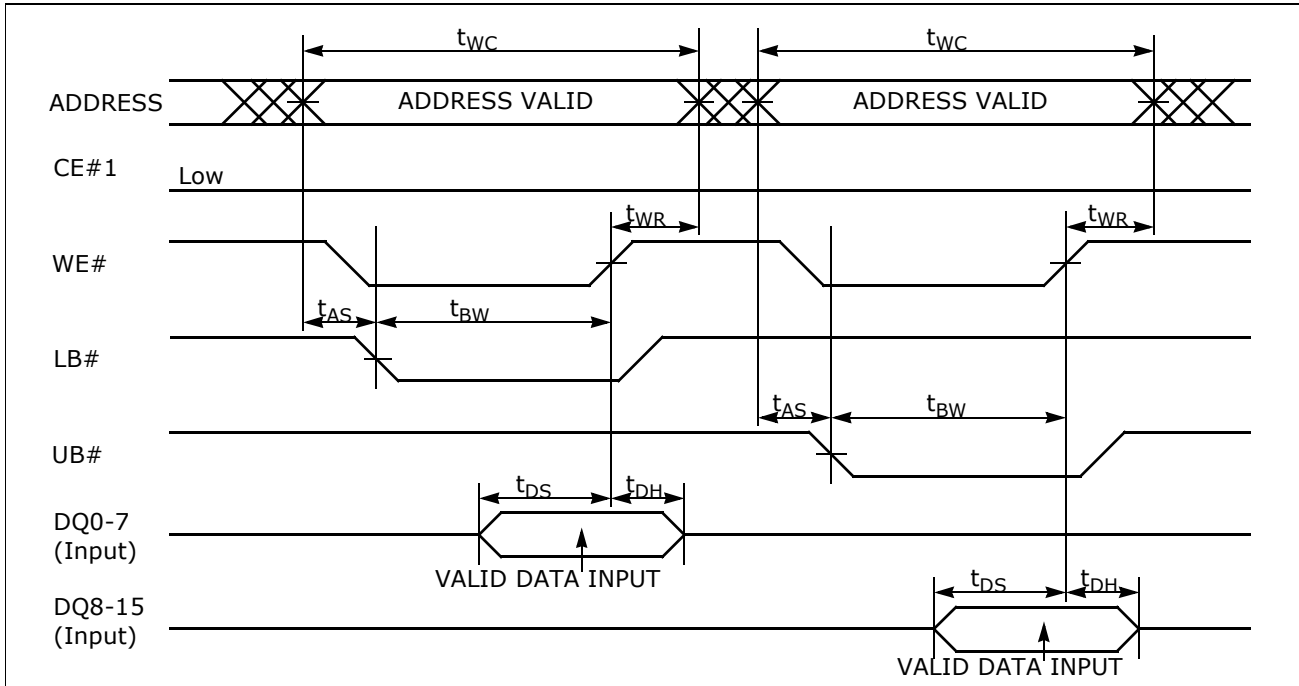 tWC tWC
ADDRESS ADDRESS VALID ADDRESS VALID
CE#1 Low
tWR tWR
WE#
tAS tBW
LB#
tAS tBW
UB#
tDS tDH
DQ0-7
(Input)
VALID DATA INPUT
tDS tDH
DQ8-15
(Input)
VALID DATA INPUT